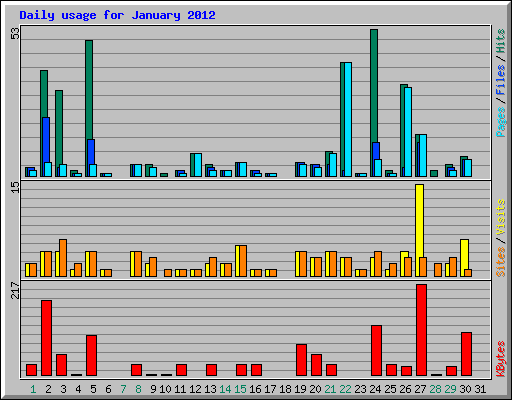 Daily usage for January 2012
53
Pages / Files / Hits
15
Sites / Visits
217
KBytes
1 2 3 4 5 6 7 8 9 10 11 12 13 14 15 16 17 18 19 20 21 22 23 24 25 26 27 28 29 30 31